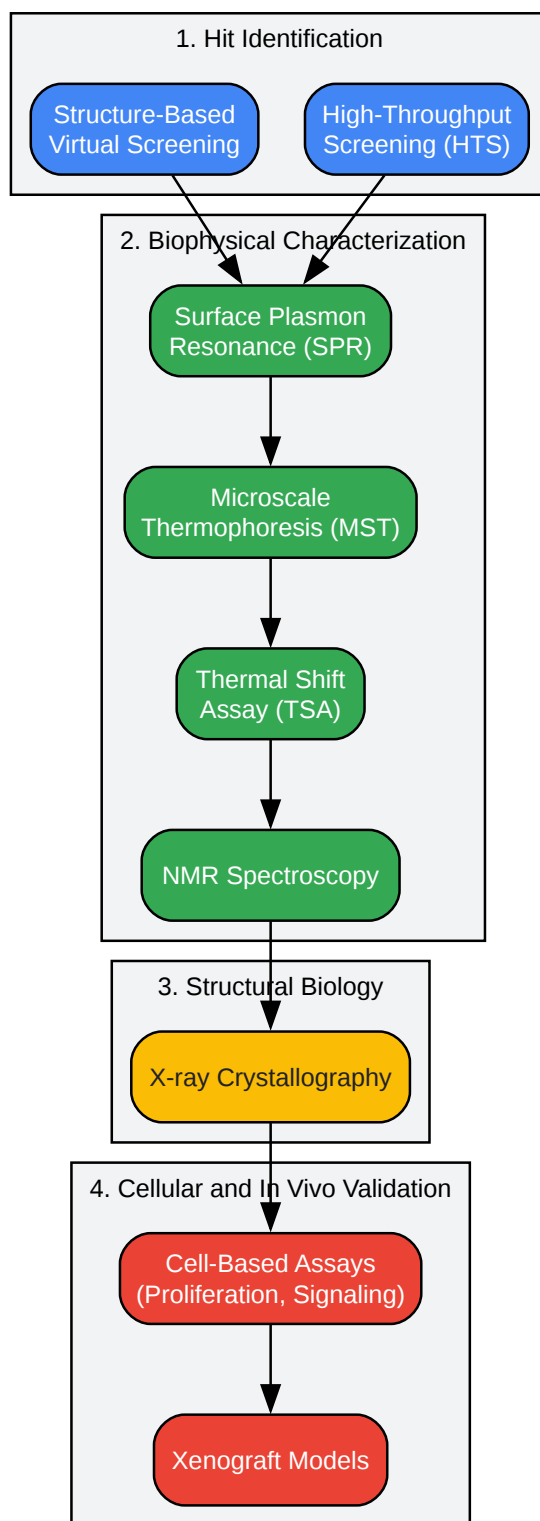 1. Hit Identification
Structure-Based
Virtual Screening
High-Throughput
Screening (HTS)
2. Biophysical Characterization
Surface Plasmon
Resonance (SPR)
Microscale
Thermophoresis (MST)
Thermal Shift
Assay (TSA)
NMR Spectroscopy
3. Structural Biology
X-ray Crystallography
4. Cellular and In Vivo Validation
Cell-Based Assays
(Proliferation, Signaling)
Xenograft Models